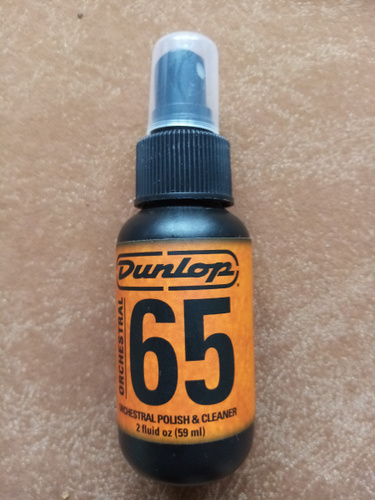 Dunlop®
ORCHESTRAL
65
ORCHESTRAL POLISH & CLEANER
2 fluid oz (59 ml)